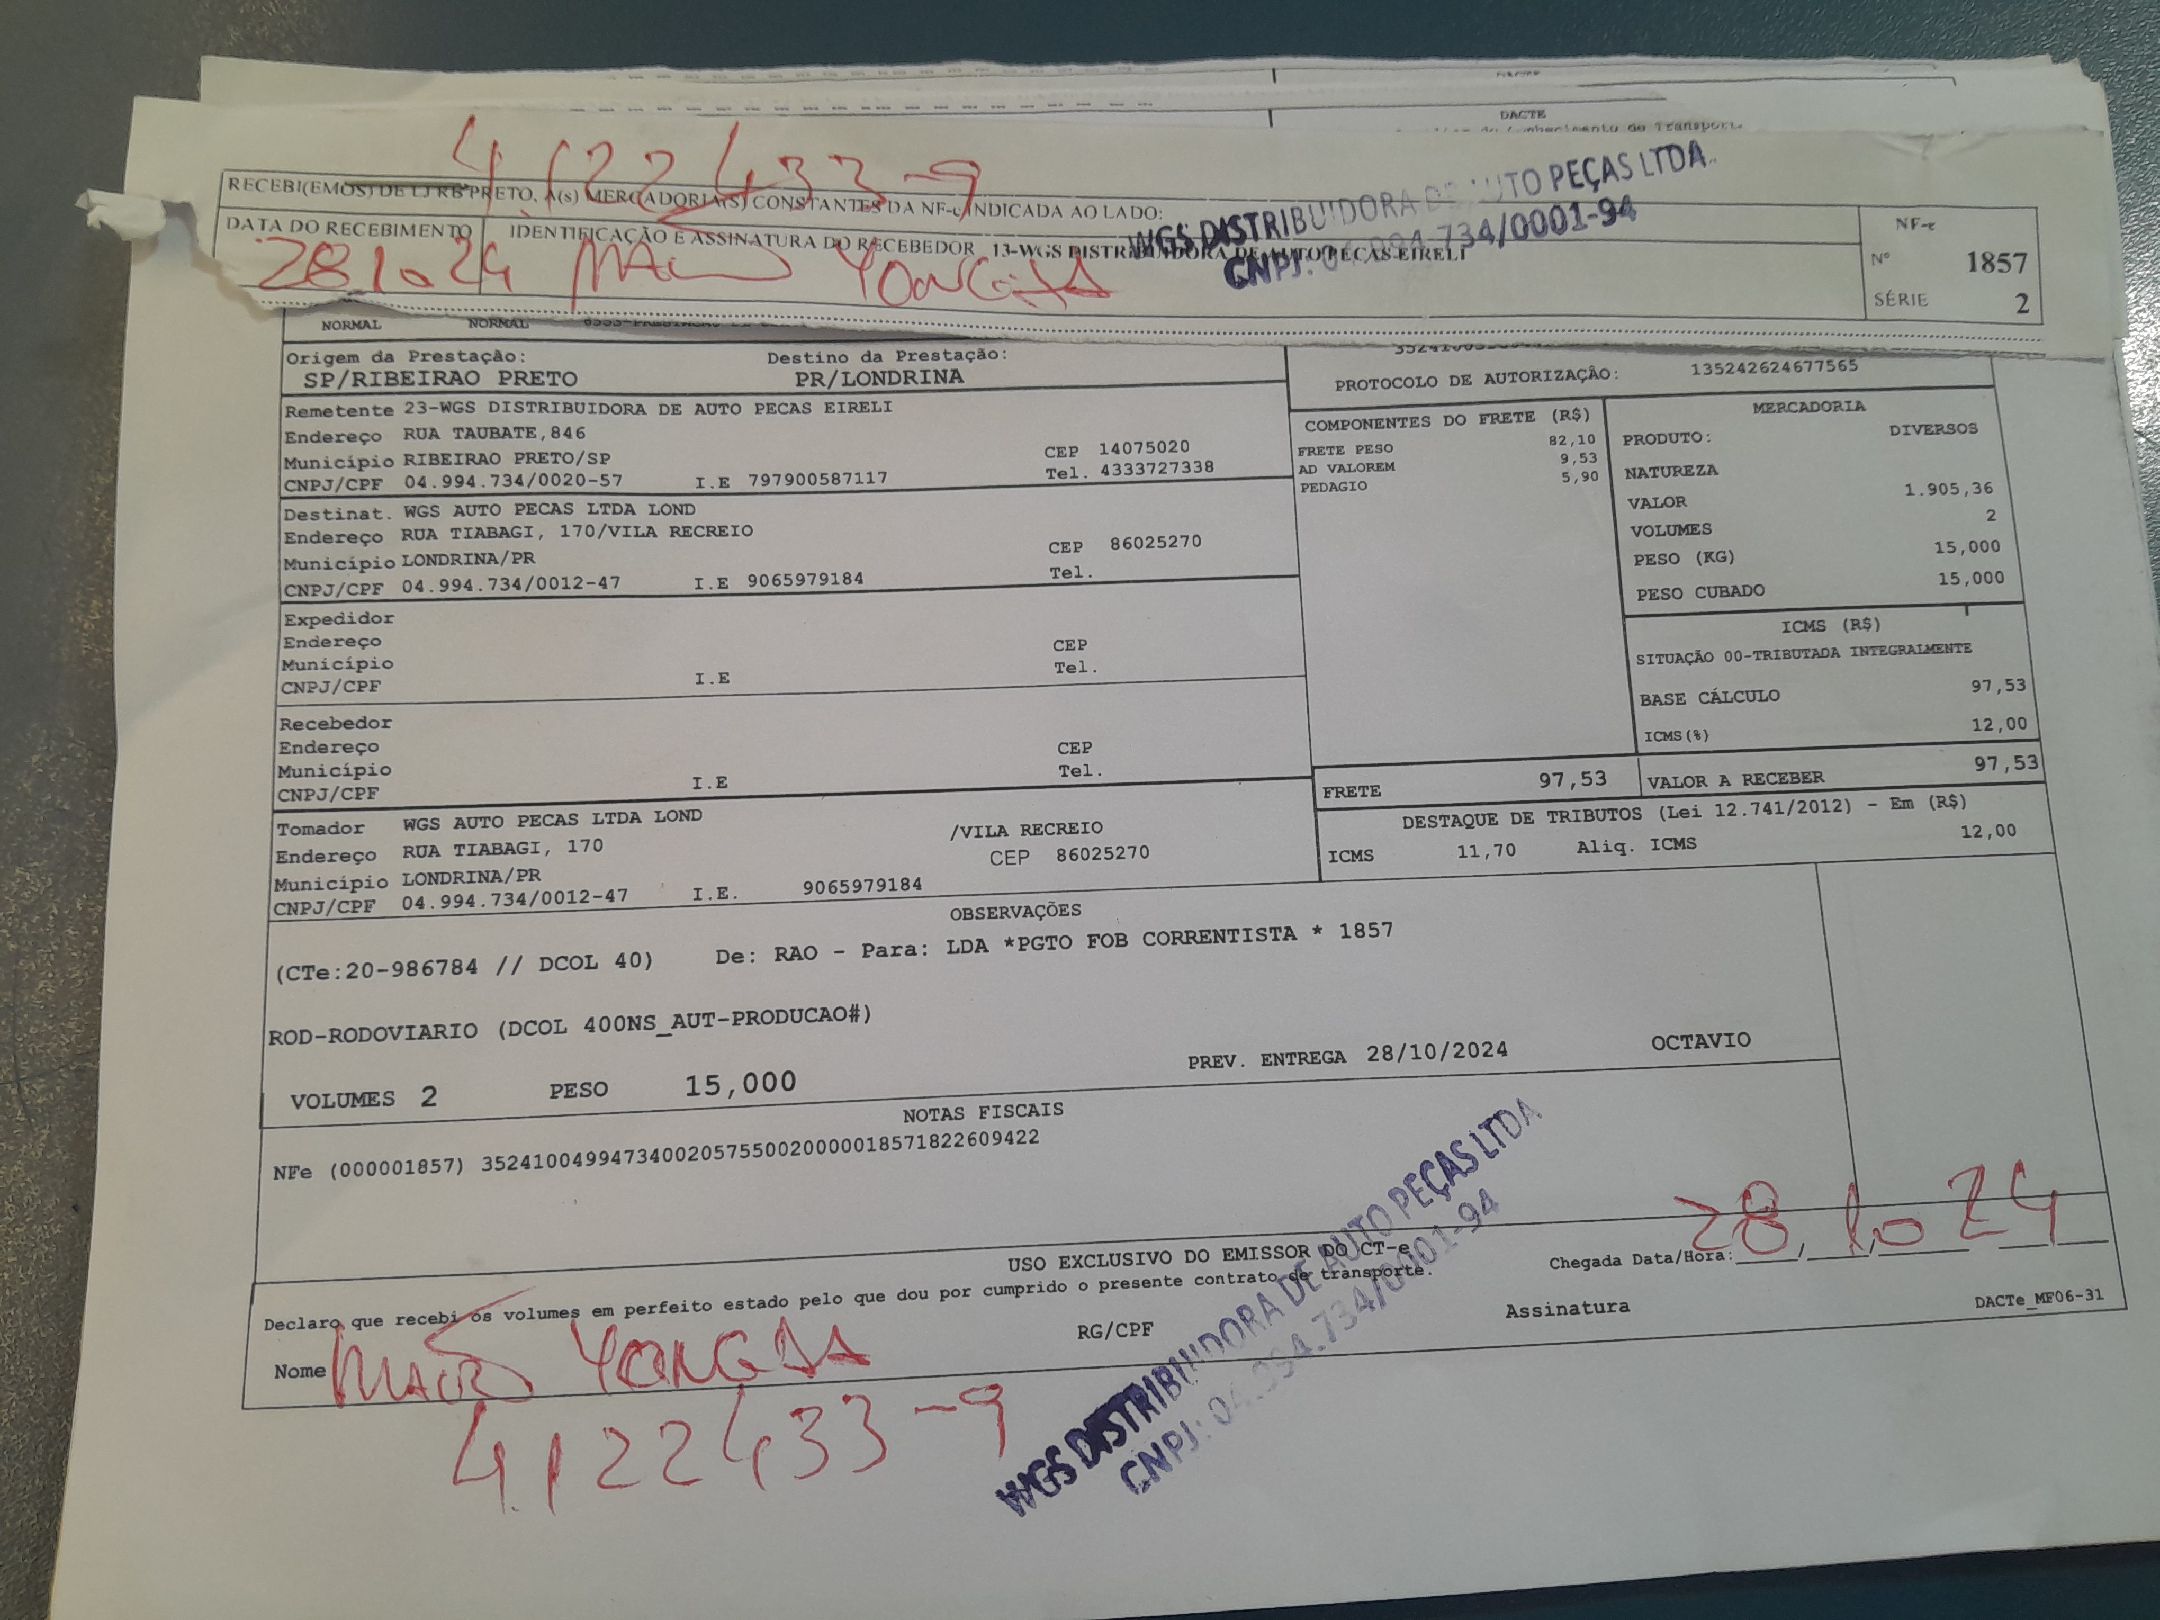 DACTE
4.122433-9
RECEBI(EMOS) DE LJ RB PRETO, A(s) MERCADORIA(S) CONSTANTES DA NF-e INDICADA AO LADO:
WGS DISTRIBUIDORA DE AUTO PEÇAS LTDA.
CNPJ: 04.994.734/0001-94
DATA DO RECEBIMENTO
IDENTIFICAÇÃO E ASSINATURA DO RECEBEDOR 13-WGS DISTRIBUIDORA DE AUTO PECAS EIRELI
28 10 24 YONGAA
NF-e
Nº 1857
SÉRIE 2
NORMAL NORMAL
Origem da Prestação: Destino da Prestação:
SP/RIBEIRAO PRETO PR/LONDRINA
PROTOCOLO DE AUTORIZAÇÃO: 135242624677565
Remetente 23-WGS DISTRIBUIDORA DE AUTO PECAS EIRELI
Endereço RUA TAUBATE,846
Município RIBEIRAO PRETO/SP CEP 14075020
CNPJ/CPF 04.994.734/0020-57 I.E 797900587117 Tel. 4333727338
Destinat. WGS AUTO PECAS LTDA LOND
Endereço RUA TIABAGI, 170/VILA RECREIO
Município LONDRINA/PR CEP 86025270
CNPJ/CPF 04.994.734/0012-47 I.E 9065979184 Tel.
Expedidor
Endereço
Município CEP
CNPJ/CPF I.E Tel.
Recebedor
Endereço
Município CEP
CNPJ/CPF I.E Tel.
Tomador WGS AUTO PECAS LTDA LOND
Endereço RUA TIABAGI, 170 /VILA RECREIO
Município LONDRINA/PR CEP 86025270
CNPJ/CPF 04.994.734/0012-47 I.E. 9065979184
COMPONENTES DO FRETE (R$)
FRETE PESO 82,10
AD VALOREM 9,53
PEDAGIO 5,90
MERCADORIA
PRODUTO: DIVERSOS
NATUREZA
VALOR 1.905,36
VOLUMES 2
PESO (KG) 15,000
PESO CUBADO 15,000
ICMS (R$)
SITUAÇÃO 00-TRIBUTADA INTEGRALMENTE
BASE CÁLCULO 97,53
ICMS(%) 12,00
FRETE 97,53 VALOR A RECEBER 97,53
DESTAQUE DE TRIBUTOS (Lei 12.741/2012) - Em (R$)
ICMS 11,70 Aliq. ICMS 12,00
OBSERVAÇÕES
(CTe:20-986784 // DCOL 40) De: RAO - Para: LDA *PGTO FOB CORRENTISTA * 1857
ROD-RODOVIARIO (DCOL 400NS_AUT-PRODUCAO#)
PREV. ENTREGA 28/10/2024 OCTAVIO
VOLUMES 2 PESO 15,000
NOTAS FISCAIS
NFe (000001857) 35241004994734002057550020000018571822609422
USO EXCLUSIVO DO EMISSOR DO CT-e
Declaro que recebi os volumes em perfeito estado pelo que dou por cumprido o presente contrato de transporte.
Chegada Data/Hora: 28 10 24
Nome YONGAA RG/CPF Assinatura
DACTe_MF06-31
4.122433-9
WGS DISTRIBUIDORA DE AUTO PEÇAS LTDA
CNPJ: 04.994.734/0001-94